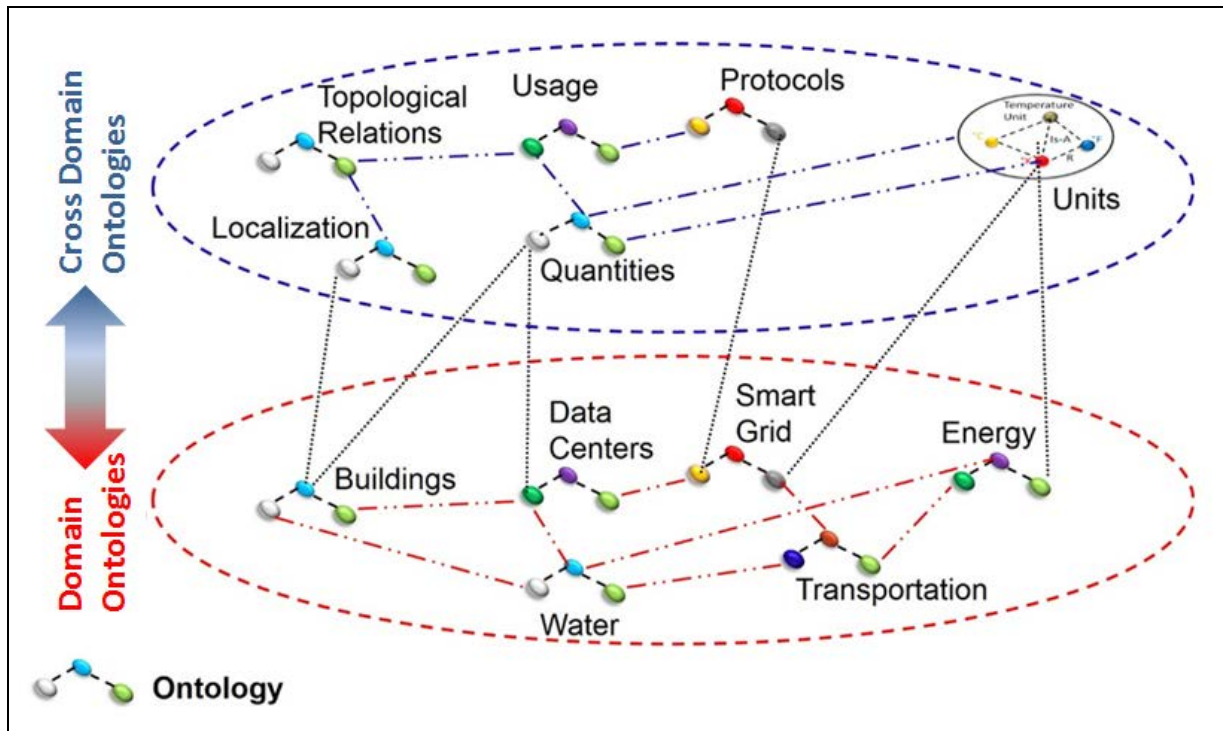 Cross Domain
Ontologies
Topological
Relations
Usage
Protocols
Temperature
Unit
°C
Is-A
°F
R
Units
Localization
Quantities
Domain
Ontologies
Buildings
Data
Centers
Smart
Grid
Energy
Water
Transportation
Ontology